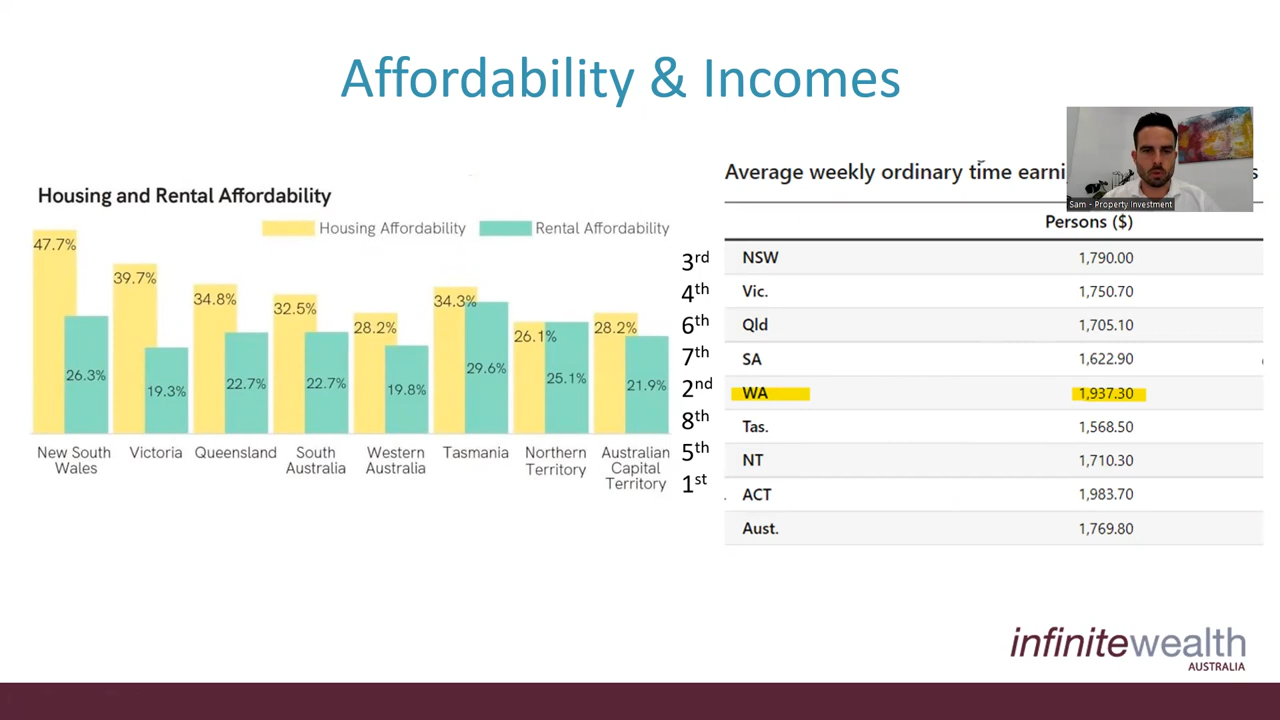 Affordability & Incomes
Housing and Rental Affordability
Housing Affordability
Rental Affordability
47.7%
26.3%
39.7%
19.3%
34.8%
22.7%
32.5%
22.7%
28.2%
19.8%
34.3%
29.6%
26.1%
25.1%
28.2%
21.9%
New South
Wales
Victoria
Queensland
South
Australia
Western
Australia
Tasmania
Northern
Territory
Australian
Capital
Territory
Average weekly ordinary time
Sam - Property Investment
Persons ($)
3rd NSW 1,790.00
4th Vic. 1,750.70
6th Qld 1,705.10
7th SA 1,622.90
2nd WA 1,937.30
8th Tas. 1,568.50
5th NT 1,710.30
1st ACT 1,983.70
Aust. 1,769.80
infinitewealth
AUSTRALIA